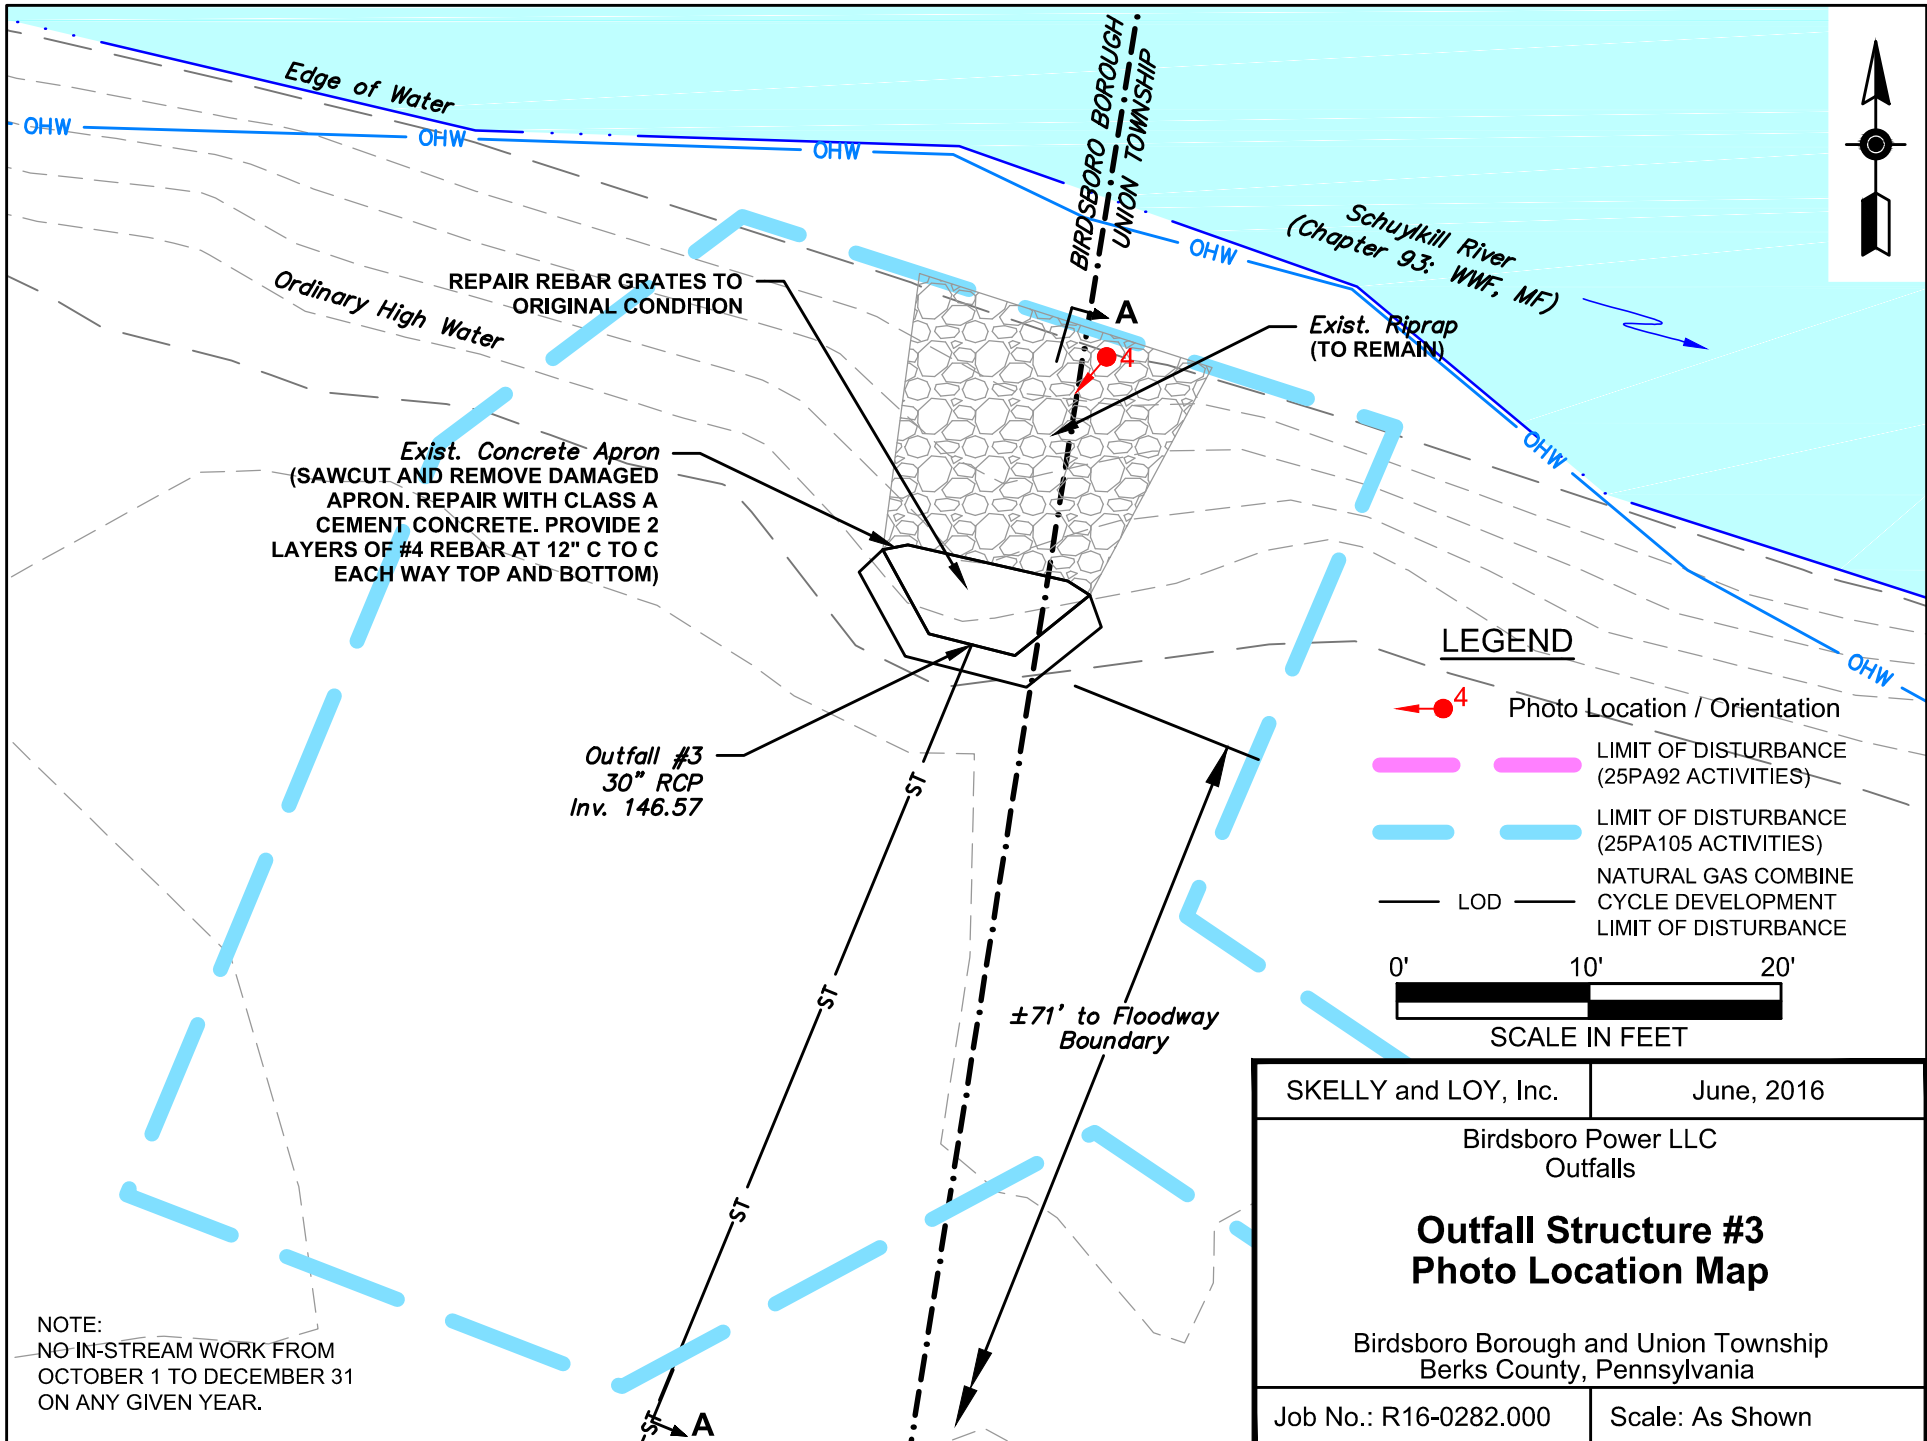 BIRDSBORO BOROUGH
UNION TOWNSHIP
Edge of Water
OHW
OHW
OHW
OHW
OHW
OHW
Schuylkill River
(Chapter 93: WWF, MF)
Ordinary High Water
REPAIR REBAR GRATES TO
ORIGINAL CONDITION
A
4
Exist. Riprap
(TO REMAIN)
Exist. Concrete Apron
(SAWCUT AND REMOVE DAMAGED
APRON. REPAIR WITH CLASS A
CEMENT CONCRETE. PROVIDE 2
LAYERS OF #4 REBAR AT 12" C TO C
EACH WAY TOP AND BOTTOM)
Outfall #3
30" RCP
Inv. 146.57
ST
ST
ST
ST
A
±71' to Floodway
Boundary
LEGEND
4
Photo Location / Orientation
LIMIT OF DISTURBANCE
(25PA92 ACTIVITIES)
LIMIT OF DISTURBANCE
(25PA105 ACTIVITIES)
LOD
NATURAL GAS COMBINE
CYCLE DEVELOPMENT
LIMIT OF DISTURBANCE
0' 10' 20'
SCALE IN FEET
NOTE:
NO IN-STREAM WORK FROM
OCTOBER 1 TO DECEMBER 31
ON ANY GIVEN YEAR.
SKELLY and LOY, Inc.
June, 2016
Birdsboro Power LLC
Outfalls
Outfall Structure #3
Photo Location Map
Birdsboro Borough and Union Township
Berks County, Pennsylvania
Job No.: R16-0282.000
Scale: As Shown